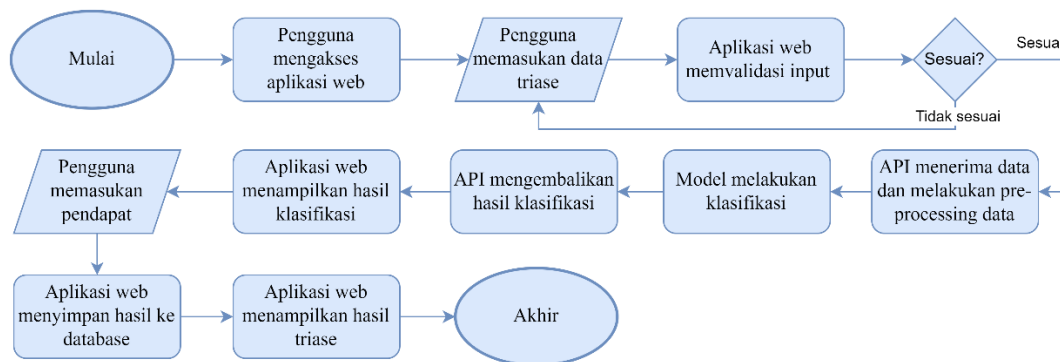 Mulai
Pengguna
mengakses
aplikasi web
Pengguna
memasukan data
triase
Aplikasi web
memvalidasi input
Sesuai?
Sesua
Tidak sesuai
API menerima data
dan melakukan pre-
processing data
Model melakukan
klasifikasi
API mengembalikan
hasil klasifikasi
Aplikasi web
menampilkan hasil
klasifikasi
Pengguna
memasukan
pendapat
Aplikasi web
menyimpan hasil ke
database
Aplikasi web
menampilkan hasil
triase
Akhir